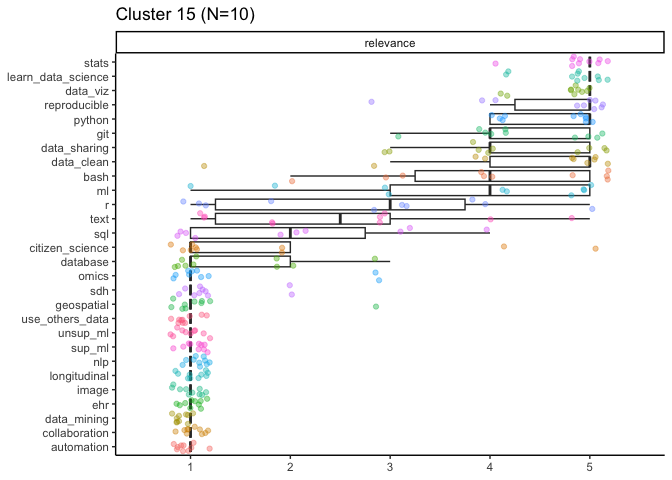 Cluster 15 (N=10)
relevance
stats
learn_data_science
data_viz
reproducible
python
git
data_sharing
data_clean
bash
ml
r
text
sql
citizen_science
database
omics
sdh
geospatial
use_others_data
unsup_ml
sup_ml
nlp
longitudinal
image
ehr
data_mining
collaboration
automation
1 2 3 4 5